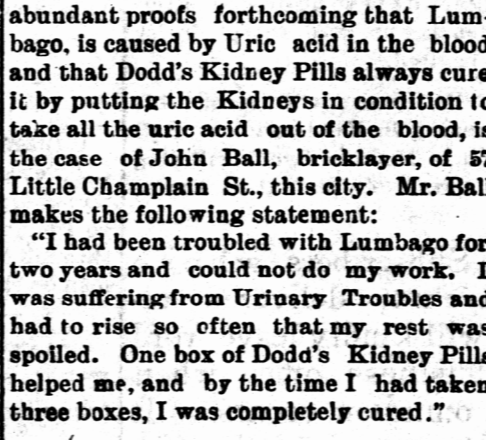 abundant proofs forthcoming that Lum-
bago, is caused by Uric acid in the blood
and that Dodd's Kidney Pills always cure
it by putting the Kidneys in condition to
take all the uric acid out of the blood, is
the case of John Ball, bricklayer, of 57
Little Champlain St., this city. Mr. Ball
makes the following statement:
"I had been troubled with Lumbago for
two years and could not do my work. I
was suffering from Urinary Troubles and
had to rise so often that my rest was
spoiled. One box of Dodd's Kidney Pills
helped me, and by the time I had taken
three boxes, I was completely cured."